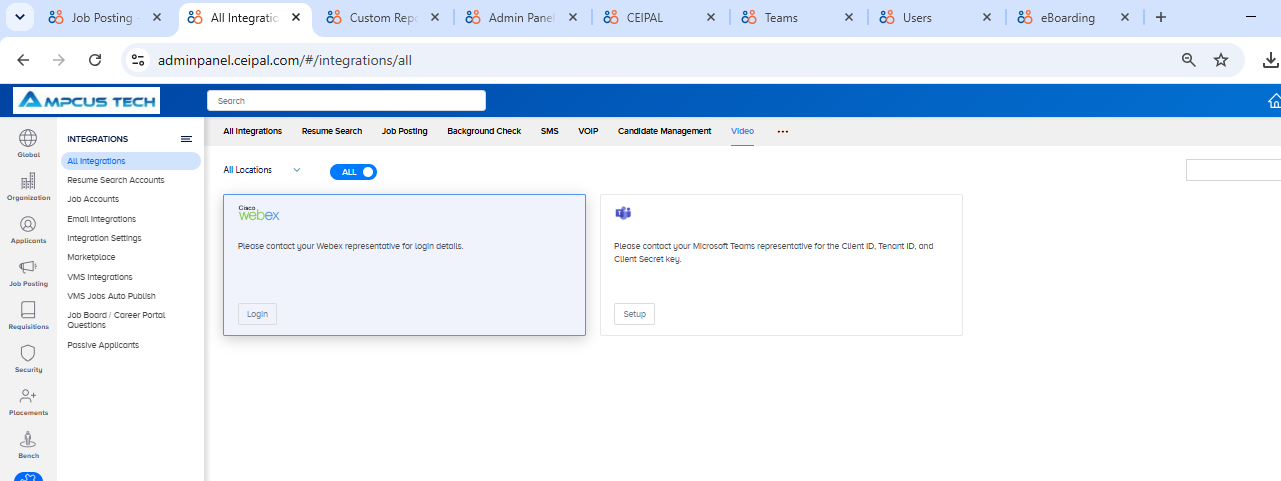 Job Posting -
All Integratio
Custom Repo
Admin Panel
CEIPAL
Teams
Users
eBoarding
adminpanel.ceipal.com/#/integrations/all
AMPCUS TECH
Search
Global
Organization
Applicants
Job Posting
Requisitions
Security
Placements
Bench
INTEGRATIONS
All Integrations
Resume Search Accounts
Job Accounts
Email Integrations
Integration Settings
Marketplace
VMS Integrations
VMS Jobs Auto Publish
Job Board / Career Portal
Questions
Passive Applicants
All Integrations Resume Search Job Posting Background Check SMS VOIP Candidate Management Video ...
All Locations
ALL
Cisco
webex
Please contact your Webex representative for login details.
Login
Please contact your Microsoft Teams representative for the Client ID, Tenant ID, and
Client Secret key.
Setup